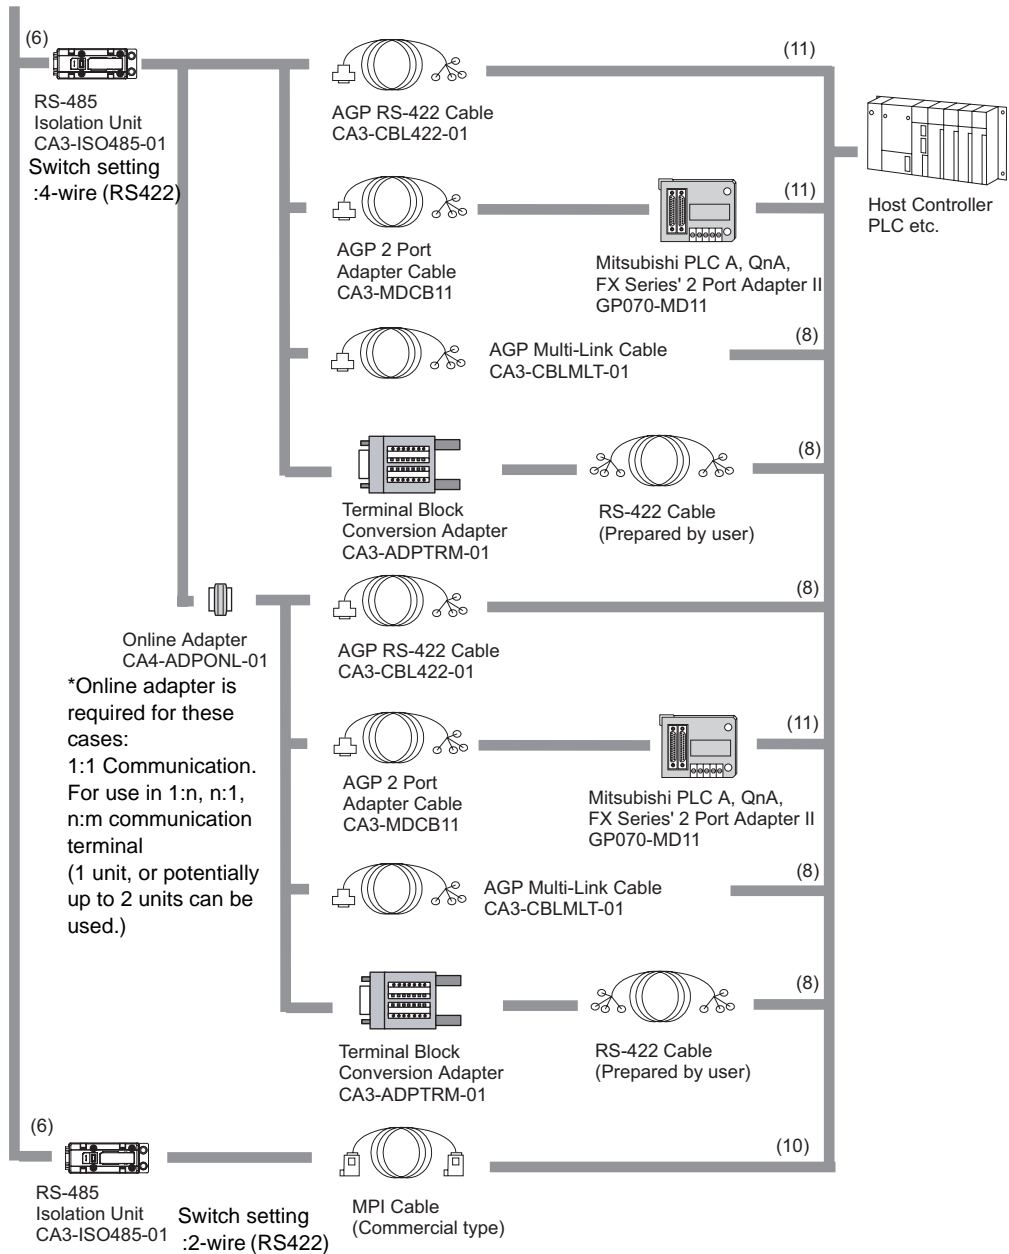 (6)
RS-485
Isolation Unit
CA3-ISO485-01
Switch setting
:4-wire (RS422)
AGP RS-422 Cable
CA3-CBL422-01
(11)
Host Controller
PLC etc.
AGP 2 Port
Adapter Cable
CA3-MDCB11
(11)
Mitsubishi PLC A, QnA,
FX Series' 2 Port Adapter II
GP070-MD11
AGP Multi-Link Cable
CA3-CBLMLT-01
(8)
Terminal Block
Conversion Adapter
CA3-ADPTRM-01
RS-422 Cable
(Prepared by user)
(8)
Online Adapter
CA4-ADPONL-01
*Online adapter is
required for these
cases:
1:1 Communication.
For use in 1:n, n:1,
n:m communication
terminal
(1 unit, or potentially
up to 2 units can be
used.)
AGP RS-422 Cable
CA3-CBL422-01
(8)
AGP 2 Port
Adapter Cable
CA3-MDCB11
(11)
Mitsubishi PLC A, QnA,
FX Series' 2 Port Adapter II
GP070-MD11
AGP Multi-Link Cable
CA3-CBLMLT-01
(8)
Terminal Block
Conversion Adapter
CA3-ADPTRM-01
RS-422 Cable
(Prepared by user)
(8)
(6)
RS-485
Isolation Unit
CA3-ISO485-01
Switch setting
:2-wire (RS422)
MPI Cable
(Commercial type)
(10)